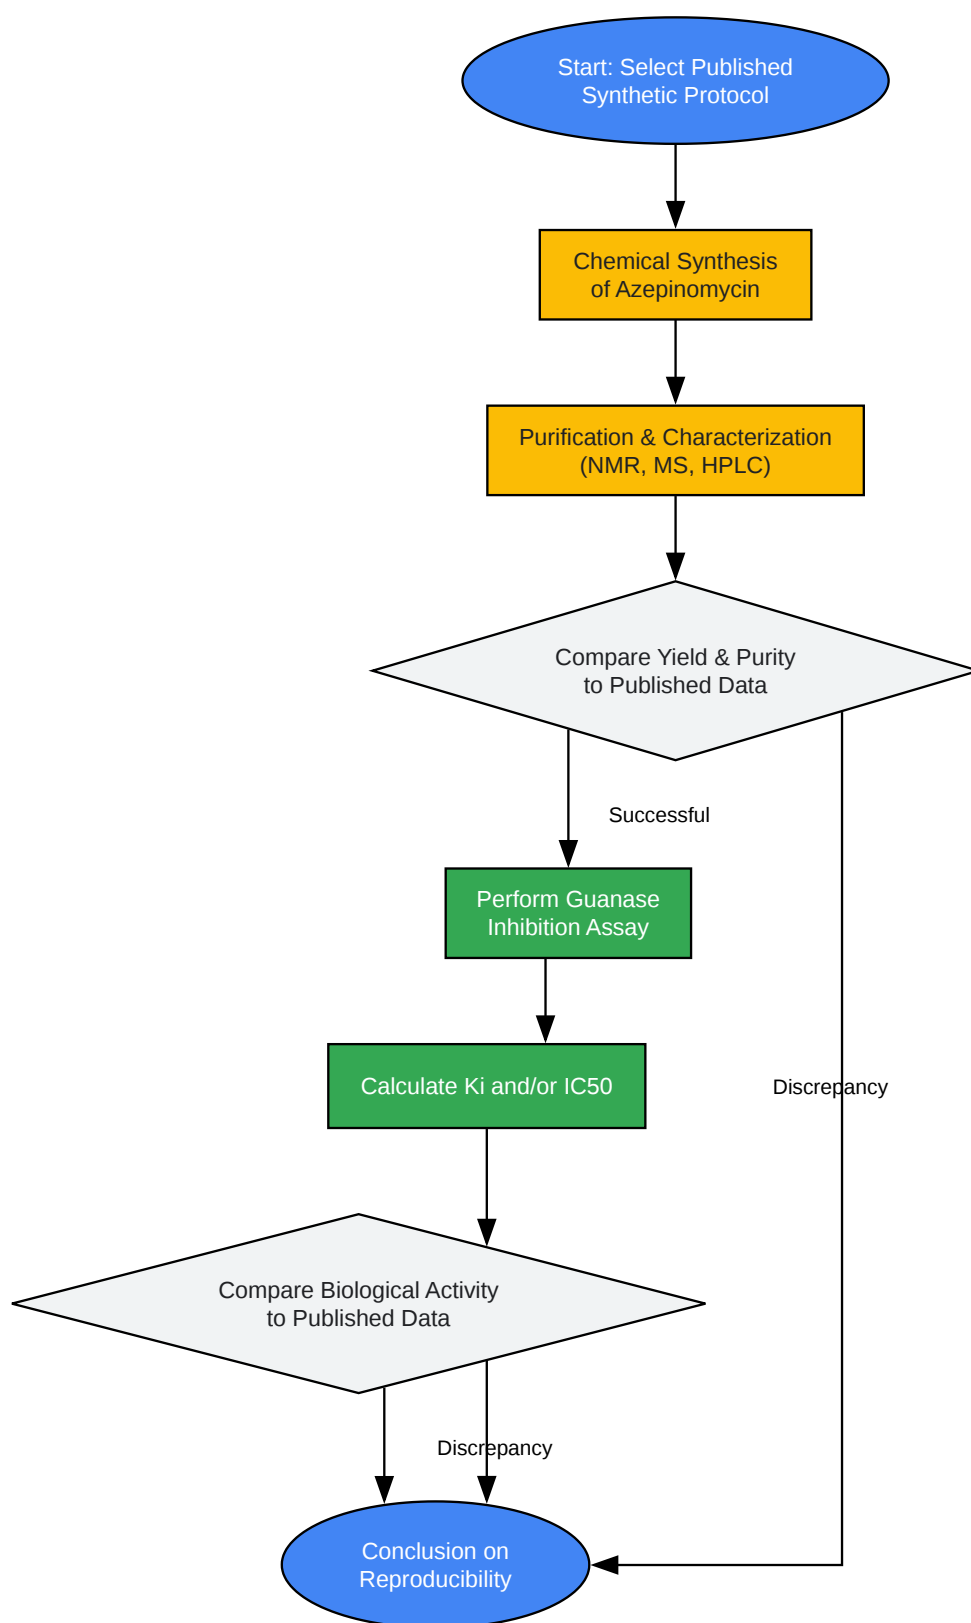 Start: Select Published
Synthetic Protocol
Chemical Synthesis
of Azepinomycin
Purification & Characterization
(NMR, MS, HPLC)
Compare Yield & Purity
to Published Data
Successful
Perform Guanase
Inhibition Assay
Calculate Ki and/or IC50
Discrepancy
Compare Biological Activity
to Published Data
Discrepancy
Conclusion on
Reproducibility